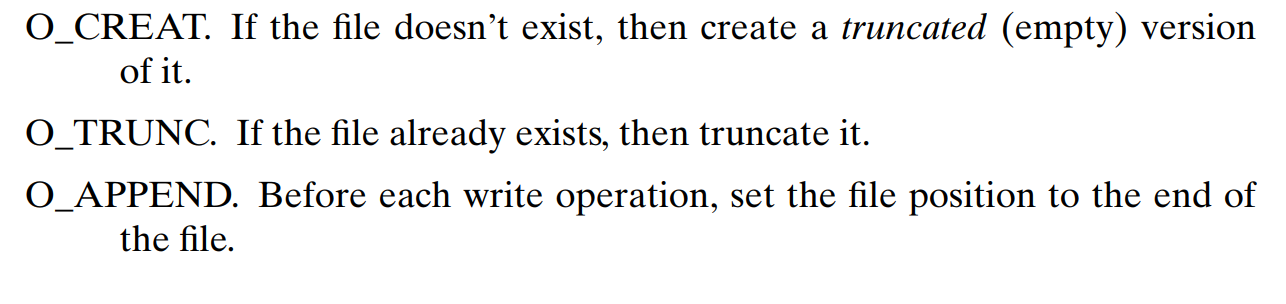 O_CREAT. If the file doesn’t exist, then create a truncated (empty) version
of it.
O_TRUNC. If the file already exists, then truncate it.
O_APPEND. Before each write operation, set the file position to the end of
the file.